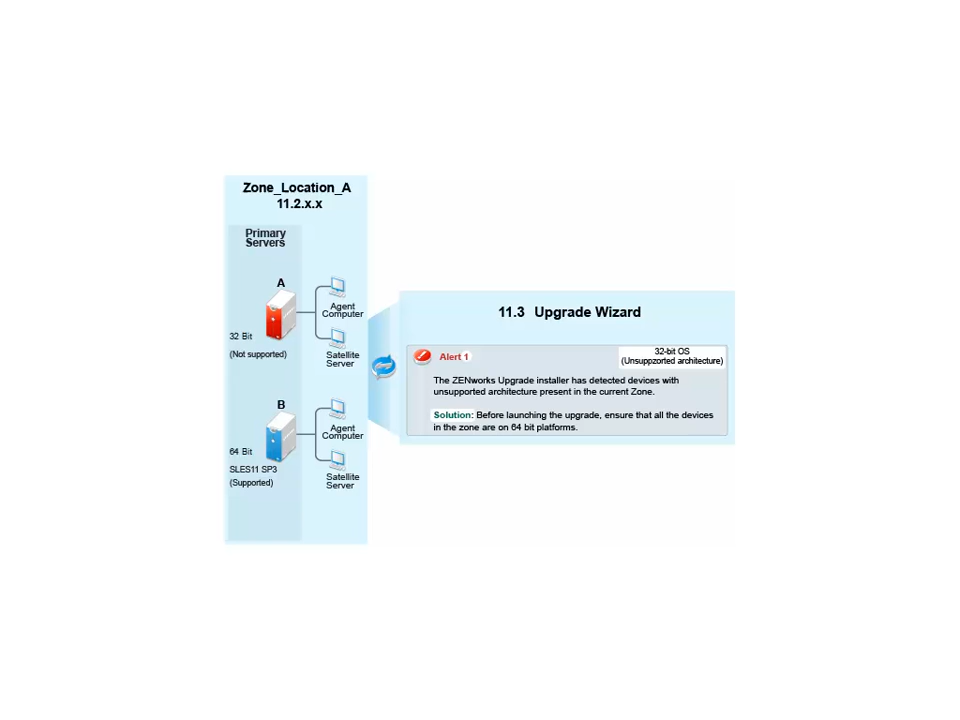 Zone_Location_A
11.2.x.x
Primary
Servers
A
Agent
Computer
32 Bit
(Not supported)
Satellite
Server
B
Agent
Computer
64 Bit
SLES11 SP3
(Supported)
Satellite
Server
11.3 Upgrade Wizard
Alert 1
32-bit OS
(Unsuppzorted architecture)
The ZENworks Upgrade installer has detected devices with
unsupported architecture present in the current Zone.
Solution: Before launching the upgrade, ensure that all the devices
in the zone are on 64 bit platforms.